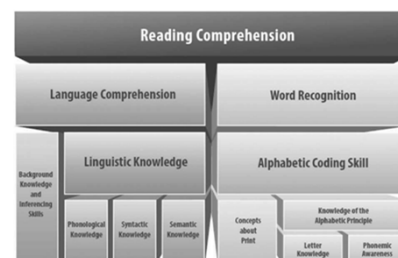 Reading Comprehension
Language Comprehension
Word Recognition
Background
Knowledge
and
Inferencing
Skills
Linguistic Knowledge
Alphabetic Coding Skill
Phonological
Knowledge
Syntactic
Knowledge
Semantic
Knowledge
Concepts
about
Print
Knowledge of the
Alphabetic Principle
Letter
Knowledge
Phonemic
Awareness